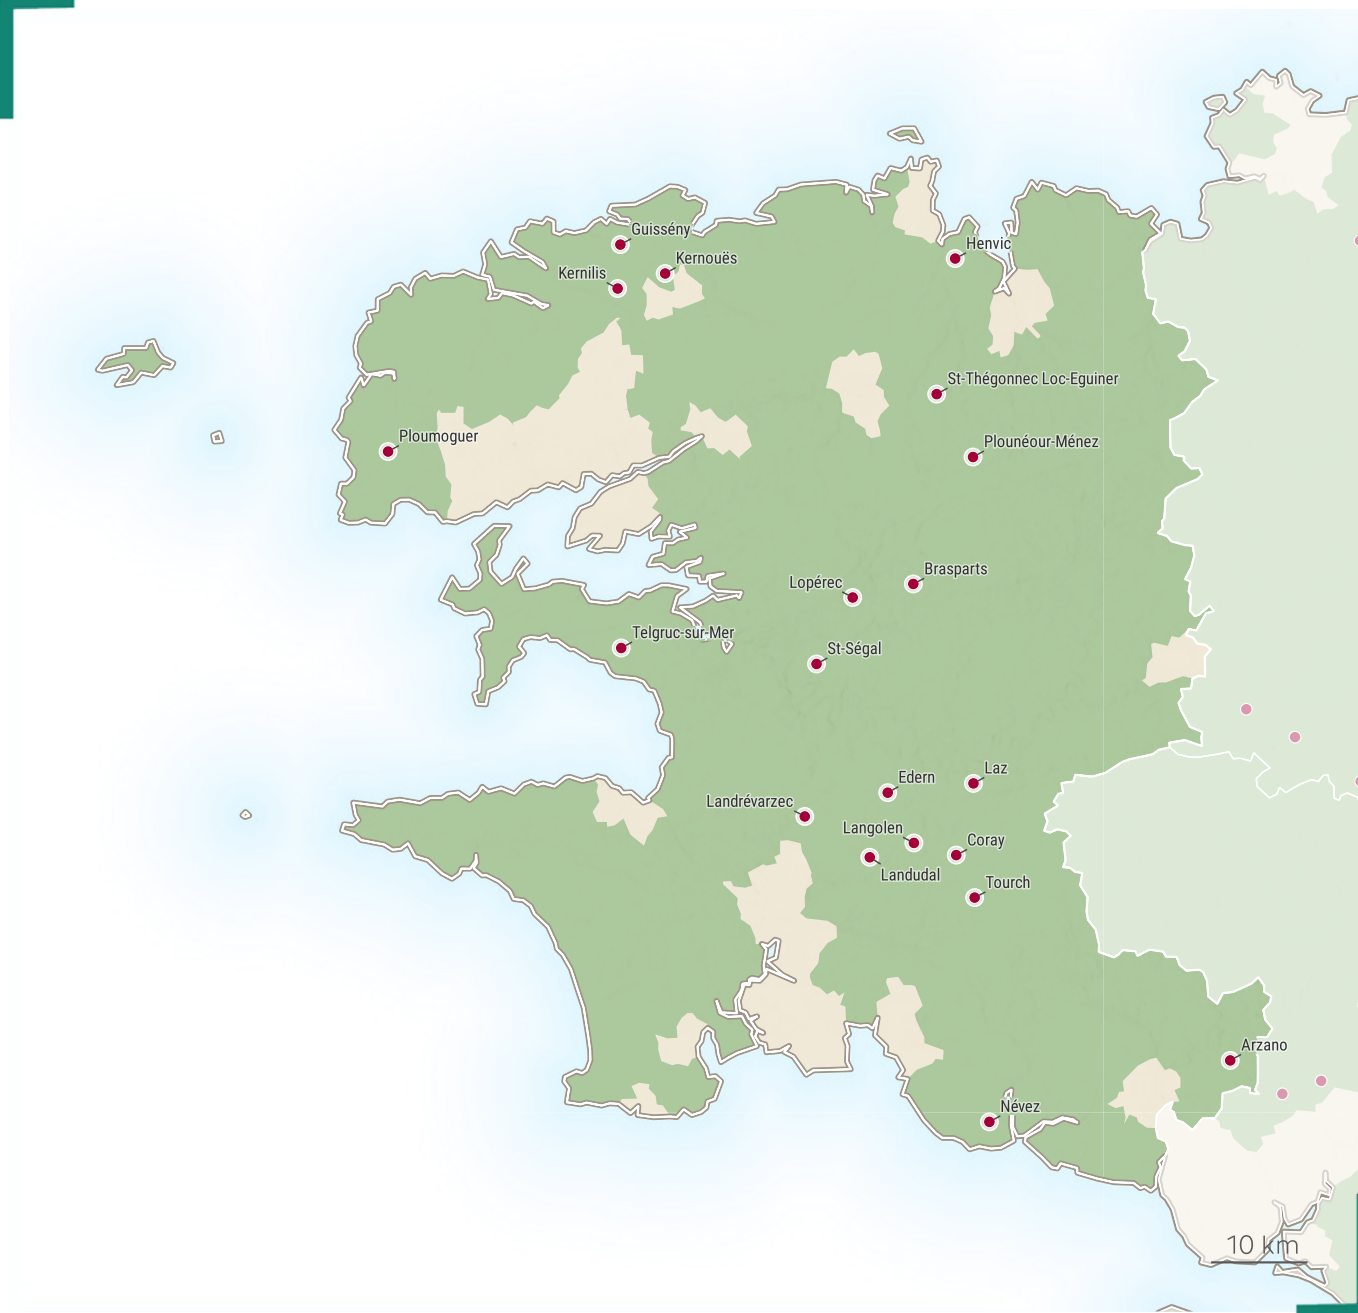 Guissény
Henvic
Kernouës
Kernilis
St-Thégonnec Loc-Eguiner
Ploumoguer
Plounéour-Ménez
Brasparts
Lopérec
Telgruc-sur-Mer
St-Ségal
Laz
Edern
Landrévarzec
Langolen
Coray
Landudal
Tourch
Arzano
Névez
10 km